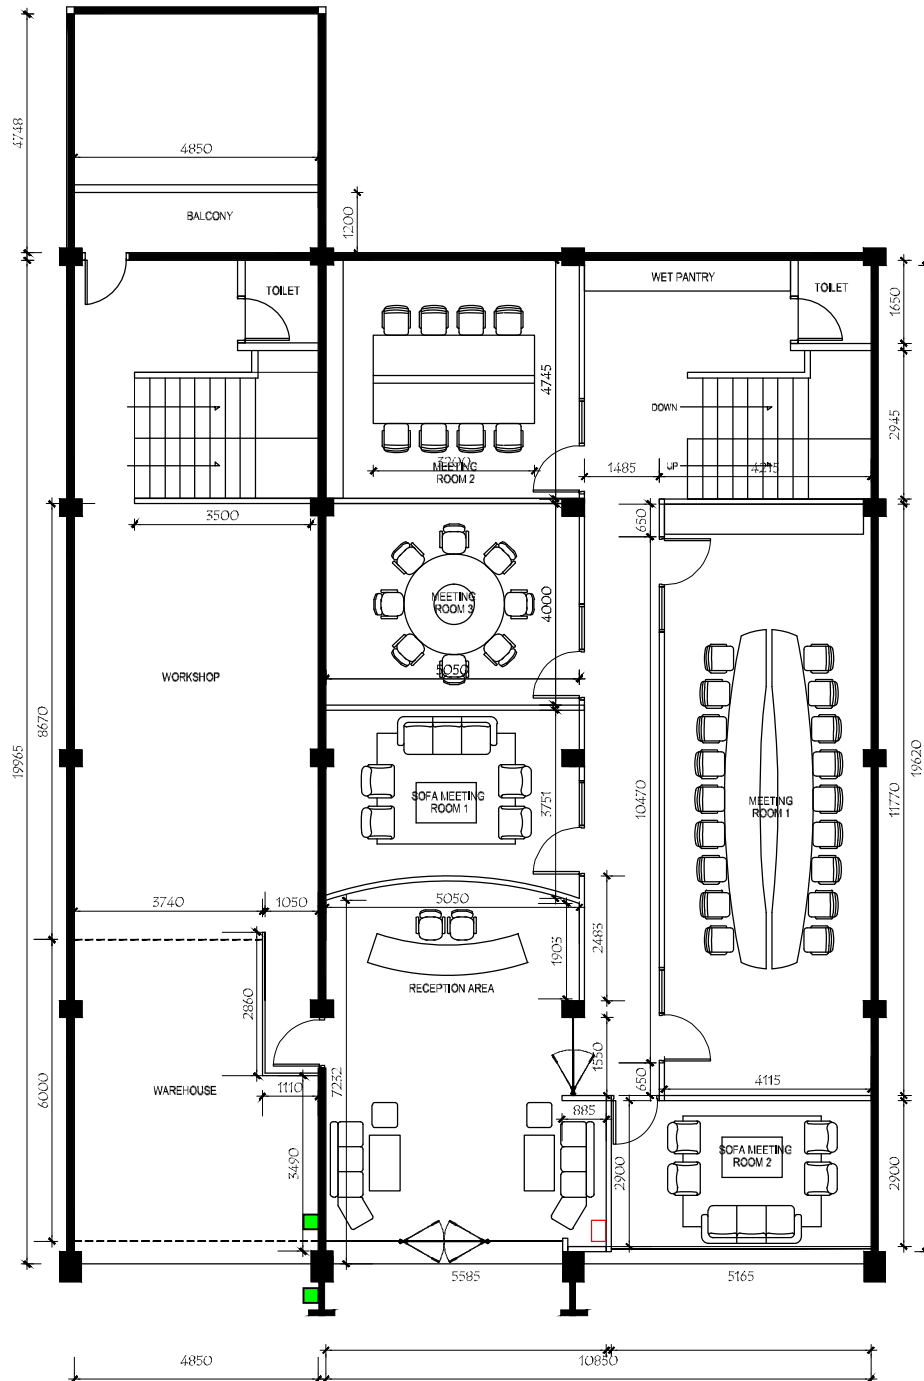 4748
4850
BALCONY
1200
WET PANTRY
TOILET
TOILET
1650
4745
DOWN
2945
UP
3200
MEETING
ROOM 2
1485
4215
3500
650
MEETING
ROOM 3
4000
5050
WORKSHOP
8670
19965
19620
SOFA MEETING
ROOM 1
3751
10470
MEETING
ROOM 1
11770
3740
1050
5050
1903
2483
RECEPTION AREA
2860
1550
WAREHOUSE
1110
7232
650
4115
6000
885
3490
2900
SOFA MEETING
ROOM 2
2900
5585
5165
4850
10850